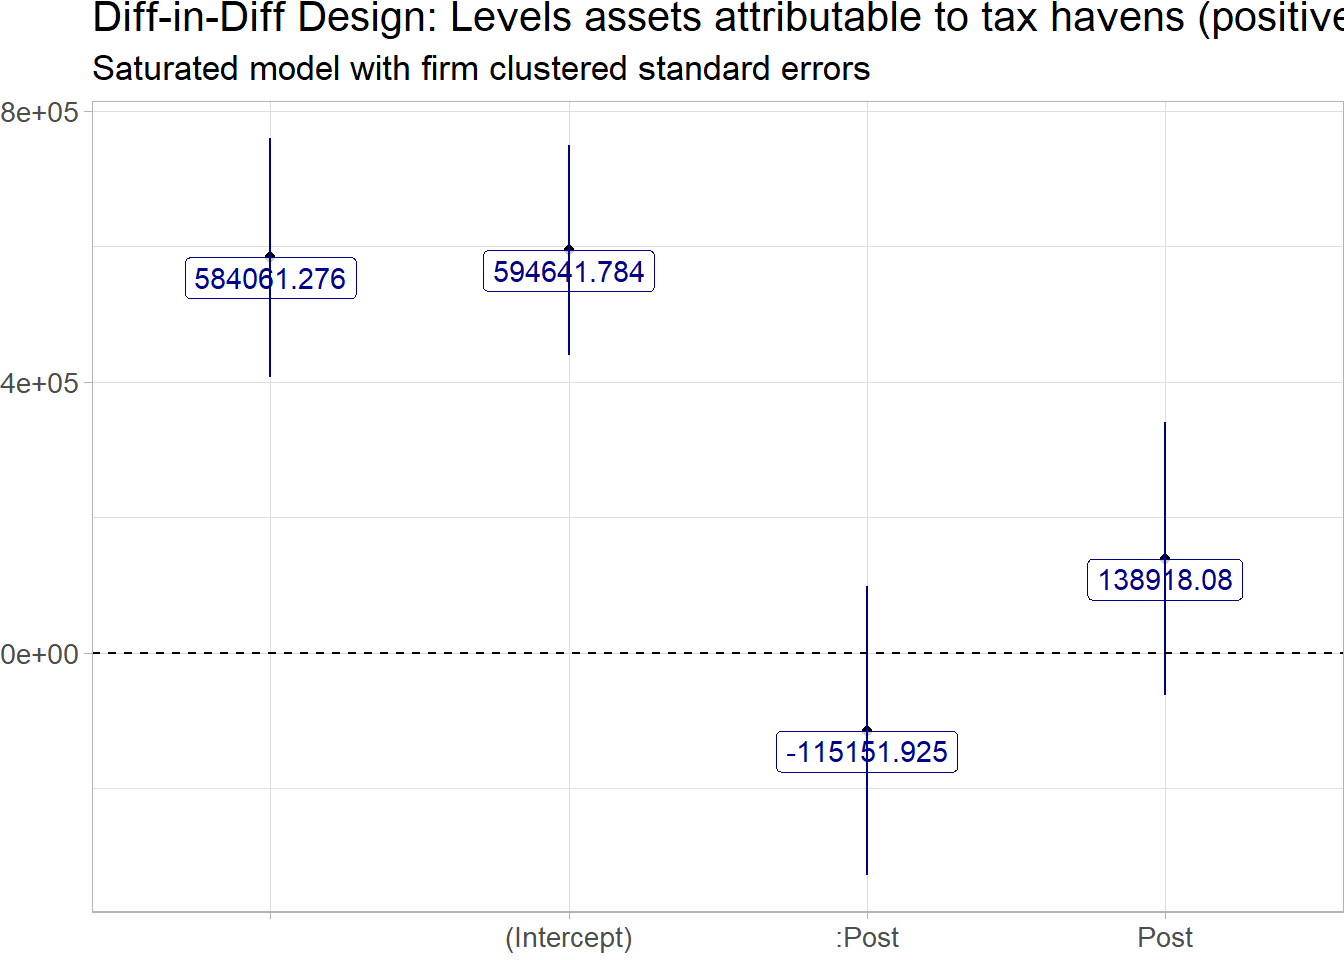 Diff-in-Diff Design: Levels assets attributable to tax havens (positive
Saturated model with firm clustered standard errors
8e+05
584061.276
594641.784
4e+05
138918.08
0e+00
-115151.925
(Intercept)
:Post
Post